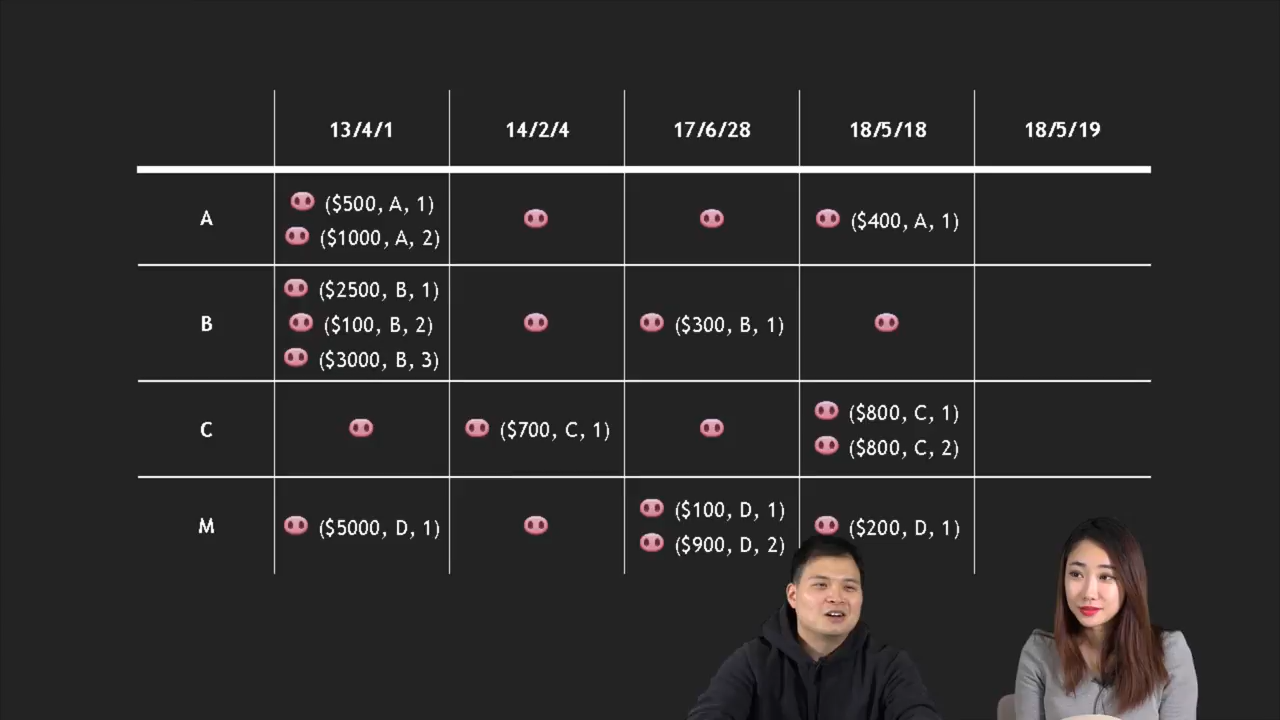 13/4/1 14/2/4 17/6/28 18/5/18 18/5/19
A
($500, A, 1)
($1000, A, 2)
($400, A, 1)
B
($2500, B, 1)
($100, B, 2)
($3000, B, 3)
($300, B, 1)
C
($700, C, 1)
($800, C, 1)
($800, C, 2)
M
($5000, D, 1)
($100, D, 1)
($900, D, 2)
($200, D, 1)